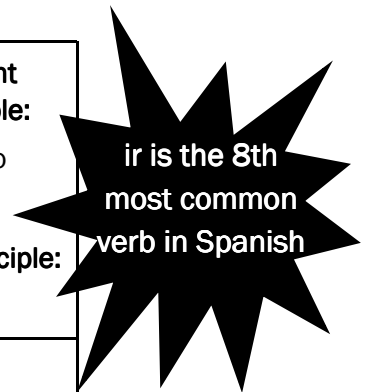 nt
le:
o
ciple:
ir is the 8th
most common
verb in Spanish